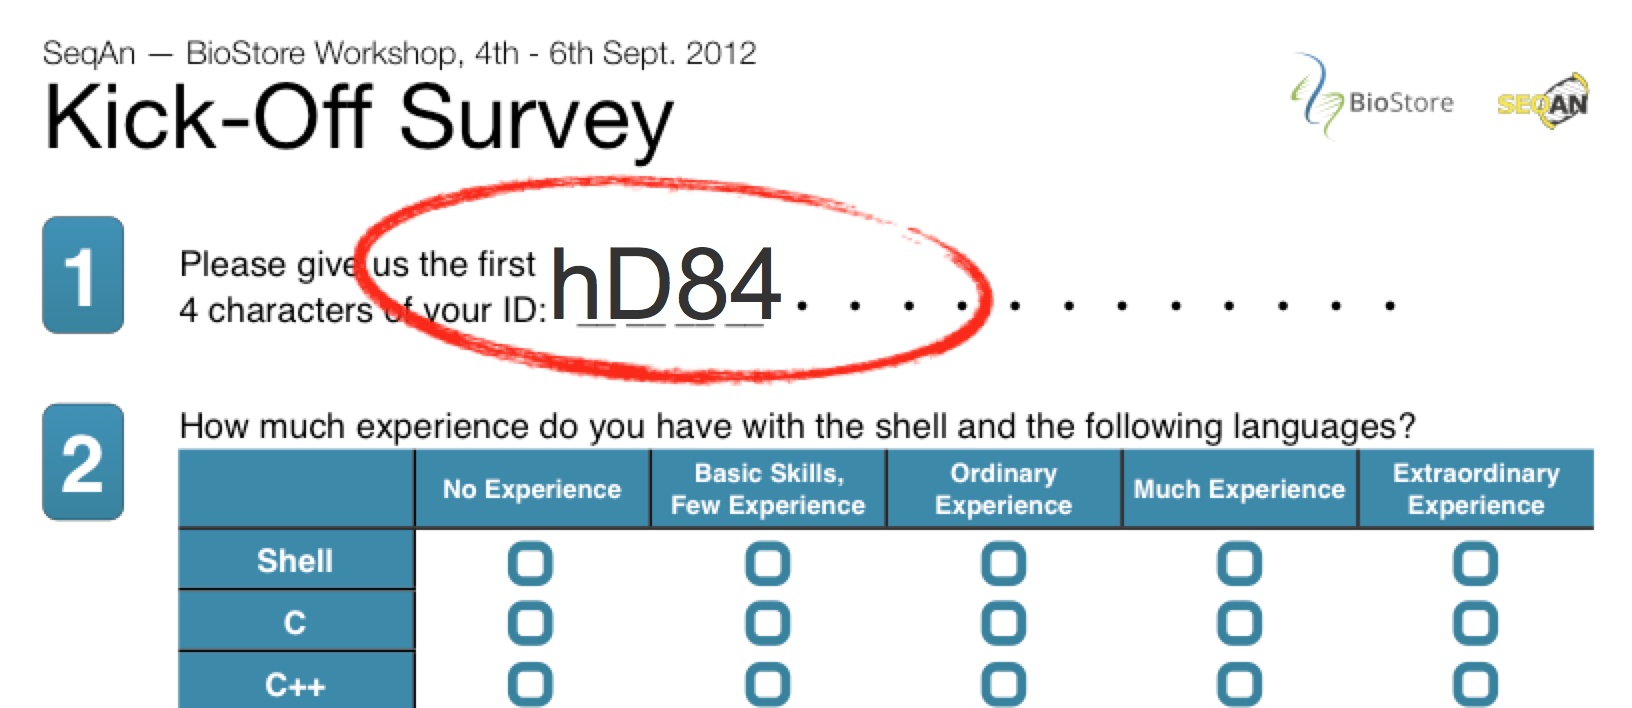 SeqAn — BioStore Workshop, 4th - 6th Sept. 2012
Kick-Off Survey
BioStore
SEQAN
1
Please give us the first
4 characters of your ID: hD84 . . . . . . . . . . . .
2
How much experience do you have with the shell and the following languages?
No Experience
Basic Skills,
Few Experience
Ordinary
Experience
Much Experience
Extraordinary
Experience
Shell
C
C++